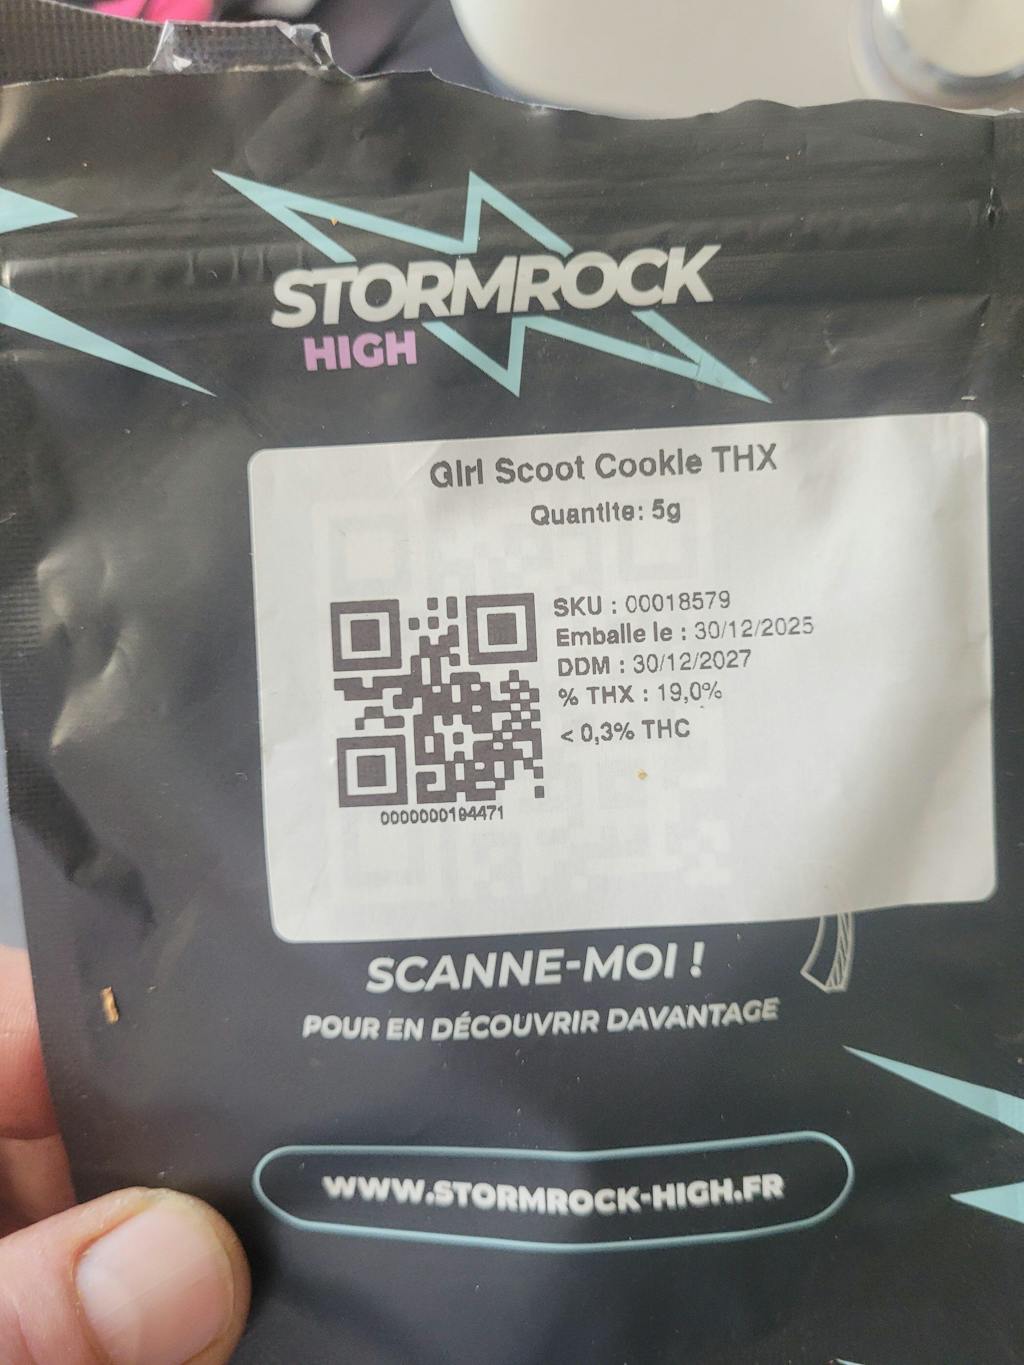 STORMROCK
HIGH
Girl Scoot Cookie THX
Quantite: 5g
SKU : 00018579
Emballe le : 30/12/2025
DDM : 30/12/2027
% THX : 19,0%
< 0,3% THC
0000000194471
SCANNE-MOI !
POUR EN DÉCOUVRIR DAVANTAGE
WWW.STORMROCK-HIGH.FR